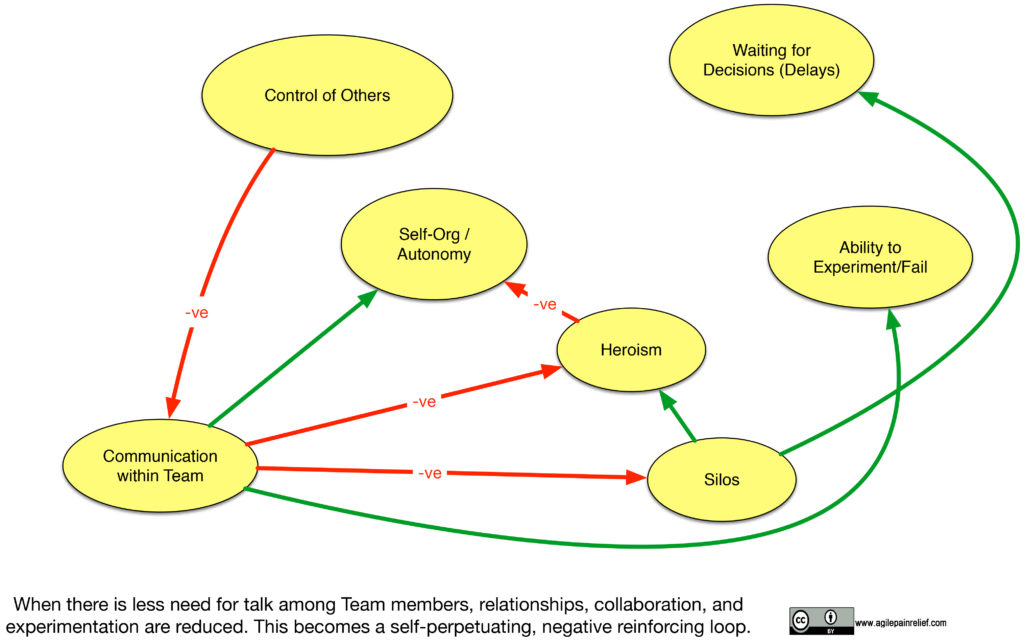 Waiting for
Decisions (Delays)
Control of Others
Self-Org /
Autonomy
Ability to
Experiment/Fail
-ve
-ve
Heroism
-ve
Communication
within Team
-ve
Silos
When there is less need for talk among Team members, relationships, collaboration, and
experimentation are reduced. This becomes a self-perpetuating, negative reinforcing loop.
cc
BY
www.agilepainrelief.com